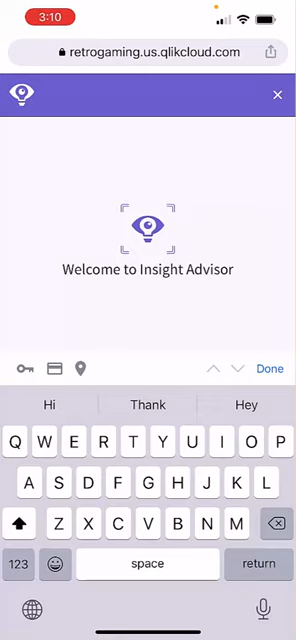 3:10
retrogaming.us.qlikcloud.com
Welcome to Insight Advisor
Done
Hi Thank Hey
Q W E R T Y U I O P
A S D F G H J K L
Z X C V B N M
123 space return